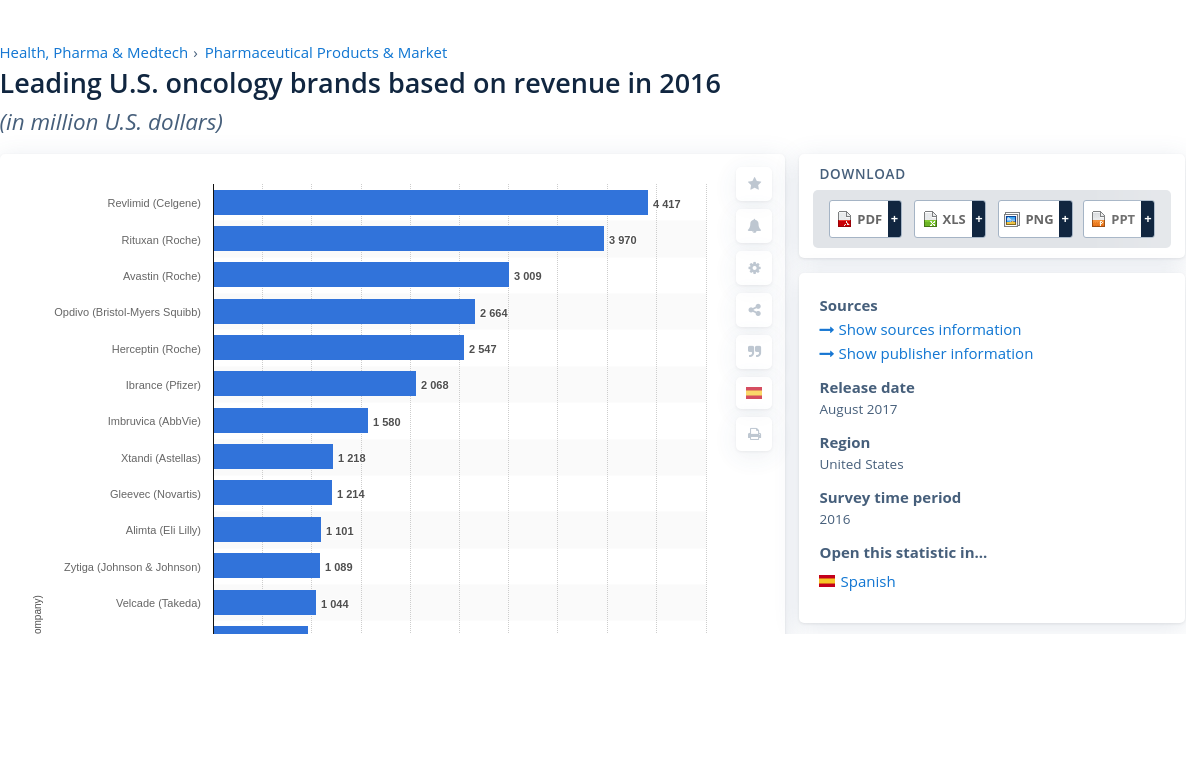 Health, Pharma & Medtech › Pharmaceutical Products & Market
Leading U.S. oncology brands based on revenue in 2016
(in million U.S. dollars)
Revlimid (Celgene) 4 417
Rituxan (Roche) 3 970
Avastin (Roche) 3 009
Opdivo (Bristol-Myers Squibb) 2 664
Herceptin (Roche) 2 547
Ibrance (Pfizer) 2 068
Imbruvica (AbbVie) 1 580
Xtandi (Astellas) 1 218
Gleevec (Novartis) 1 214
Alimta (Eli Lilly) 1 101
Zytiga (Johnson & Johnson) 1 089
Velcade (Takeda) 1 044
ompany)
DOWNLOAD
PDF + XLS + PNG + PPT +
Sources
Show sources information
Show publisher information
Release date
August 2017
Region
United States
Survey time period
2016
Open this statistic in...
Spanish